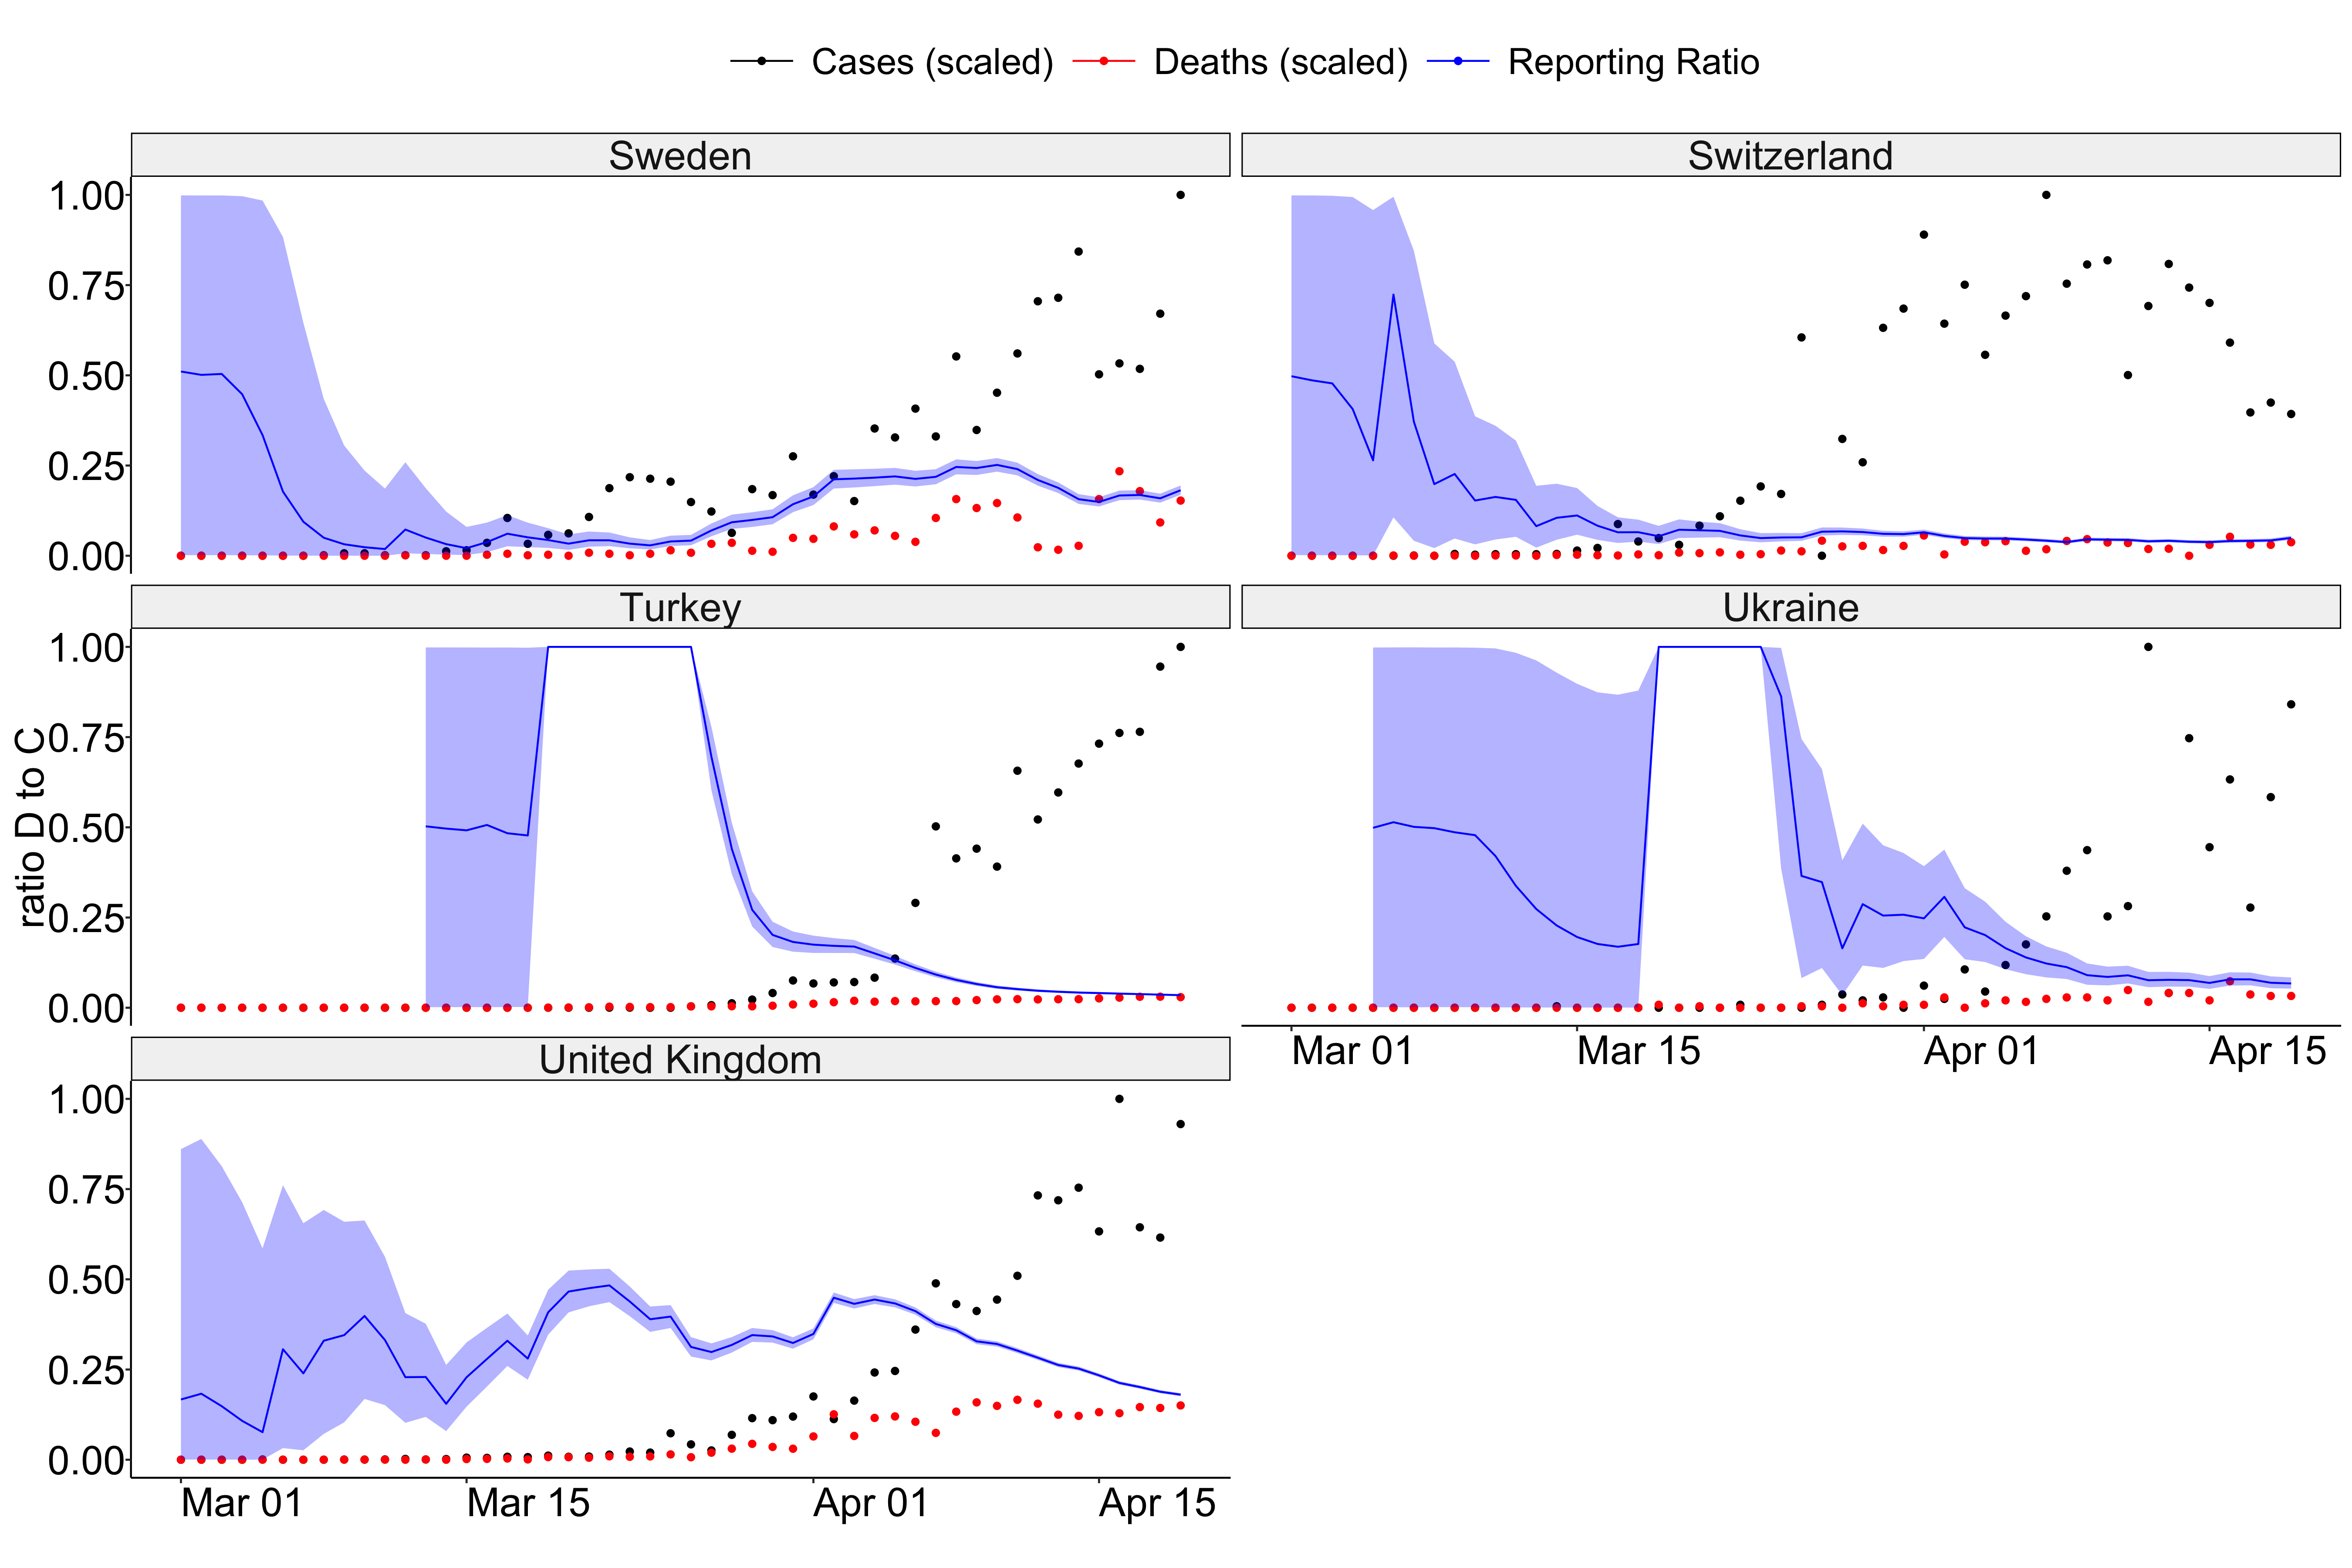 Cases (scaled) Deaths (scaled) Reporting Ratio
Sweden Switzerland
1.00
0.75
0.50
0.25
0.00
Turkey Ukraine
1.00
0.75
0.50
0.25
0.00
ratio D to C
Mar 01 Mar 15 Apr 01 Apr 15
United Kingdom
1.00
0.75
0.50
0.25
0.00
Mar 01 Mar 15 Apr 01 Apr 15